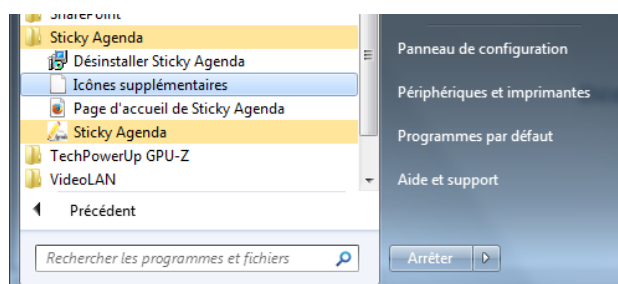 SharePoint
Sticky Agenda
Désinstaller Sticky Agenda
Icônes supplémentaires
Page d'accueil de Sticky Agenda
Sticky Agenda
TechPowerUp GPU-Z
VideoLAN
Précédent
Rechercher les programmes et fichiers
Panneau de configuration
Périphériques et imprimantes
Programmes par défaut
Aide et support
Arrêter